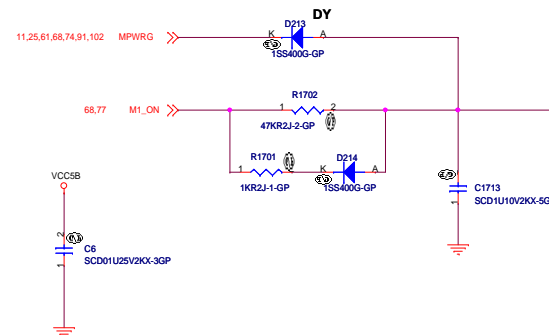 DY
D213
11,25,61,68,74,91,102 MPWRG
K A
1SS400G-GP
R1702
68,77 M1_ON
1 2
47KR2J-2-GP
R1701
D214
1 K A
1KR2J-1-GP
1SS400G-GP
VCC5B
C1713
SCD1U10V2KX-5G
1
2
C6
SCD01U25V2KX-3GP
1